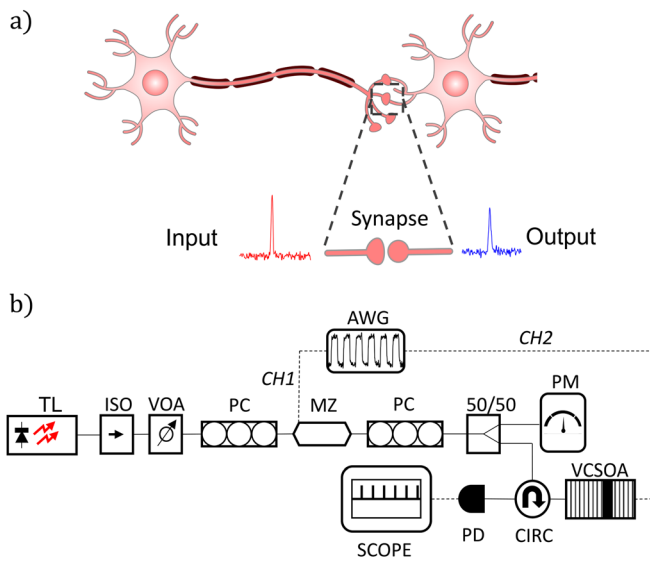 a)
Input
Synapse
Output
b)
AWG
CH2
CH1
PM
TL
ISO
VOA
PC
MZ
PC
50/50
VCSOA
SCOPE
PD
CIRC